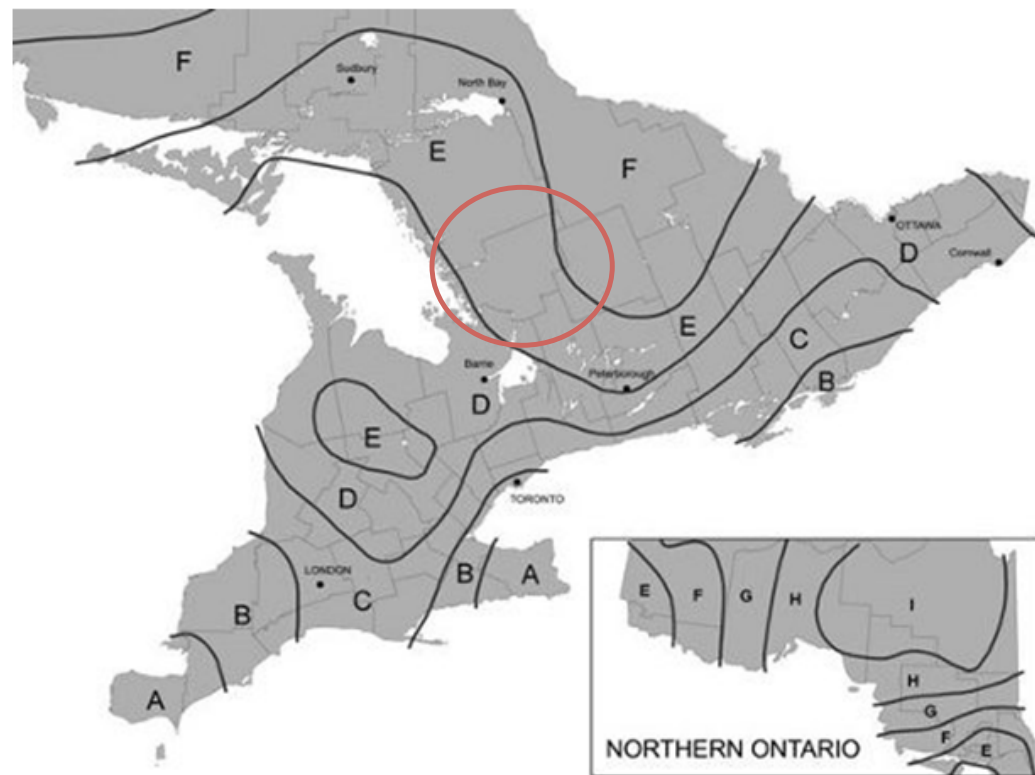 F
Sudbury
North Bay
E
F
OTTAWA
D
Cornwall
E
C
Barrie
Peterborough
B
D
E
D
TORONTO
LONDON
B
A
B
C
A
E
F
G
H
I
H
G
F
E
NORTHERN ONTARIO